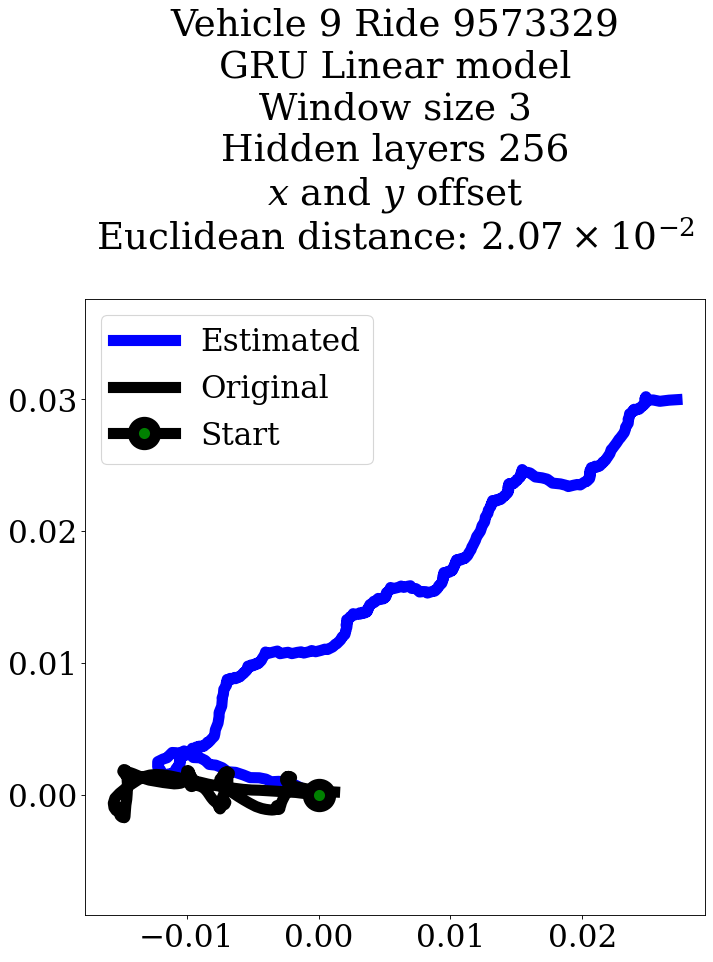 Vehicle 9 Ride 9573329
GRU Linear model
Window size 3
Hidden layers 256
x and y offset
Euclidean distance: 2.07 × 10⁻²
Estimated
Original
Start
0.03
0.02
0.01
0.00
−0.01 0.00 0.01 0.02